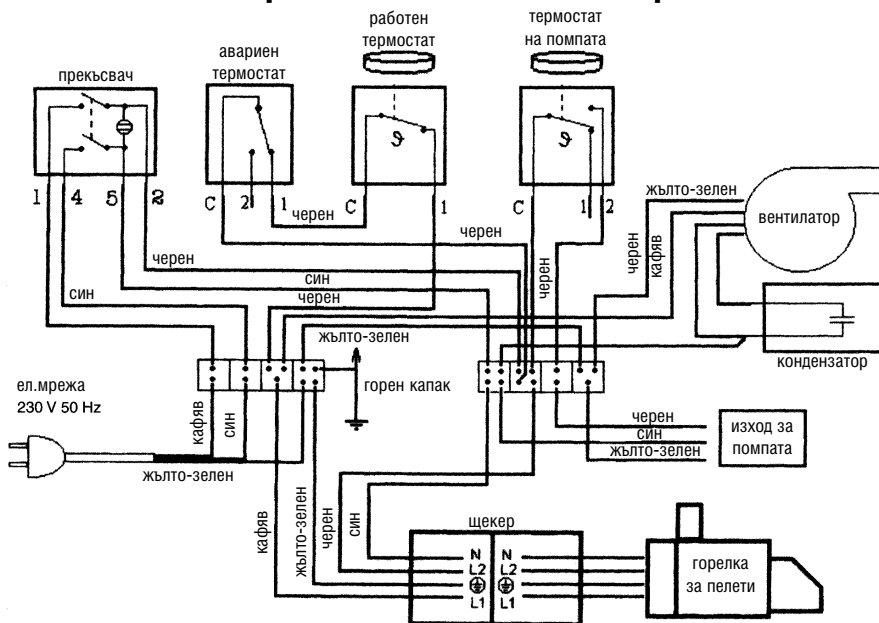 работен
термостат
термостат
на помпата
авариен
термостат
прекъсвач
1 4 5 2
C 2 1
C 1
C 1 2
черен
черен
черен
син
син
черен
черен
жълто-зелен
черен
кафяв
вентилатор
кондензатор
жълто-зелен
горен капак
ел.мрежа
230 V 50 Hz
кафяв
син
жълто-зелен
черен
син
жълто-зелен
изход за
помпата
кафяв
жълто-зелен
черен
син
щекер
N N
L2 L2
L1 L1
горелка
за пелети